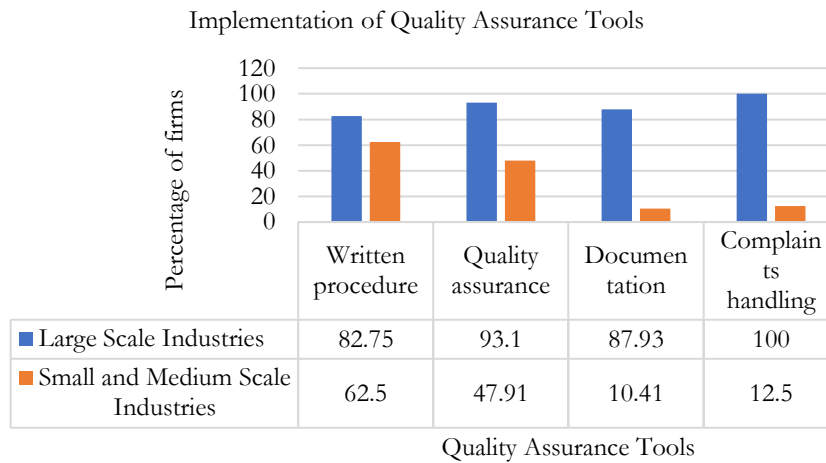 Implementation of Quality Assurance Tools
Percentage of firms
120
100
80
60
40
20
0
Written
procedure
Quality
assurance
Documen
tation
Complain
ts
handling
Large Scale Industries 82.75 93.1 87.93 100
Small and Medium Scale
Industries 62.5 47.91 10.41 12.5
Quality Assurance Tools